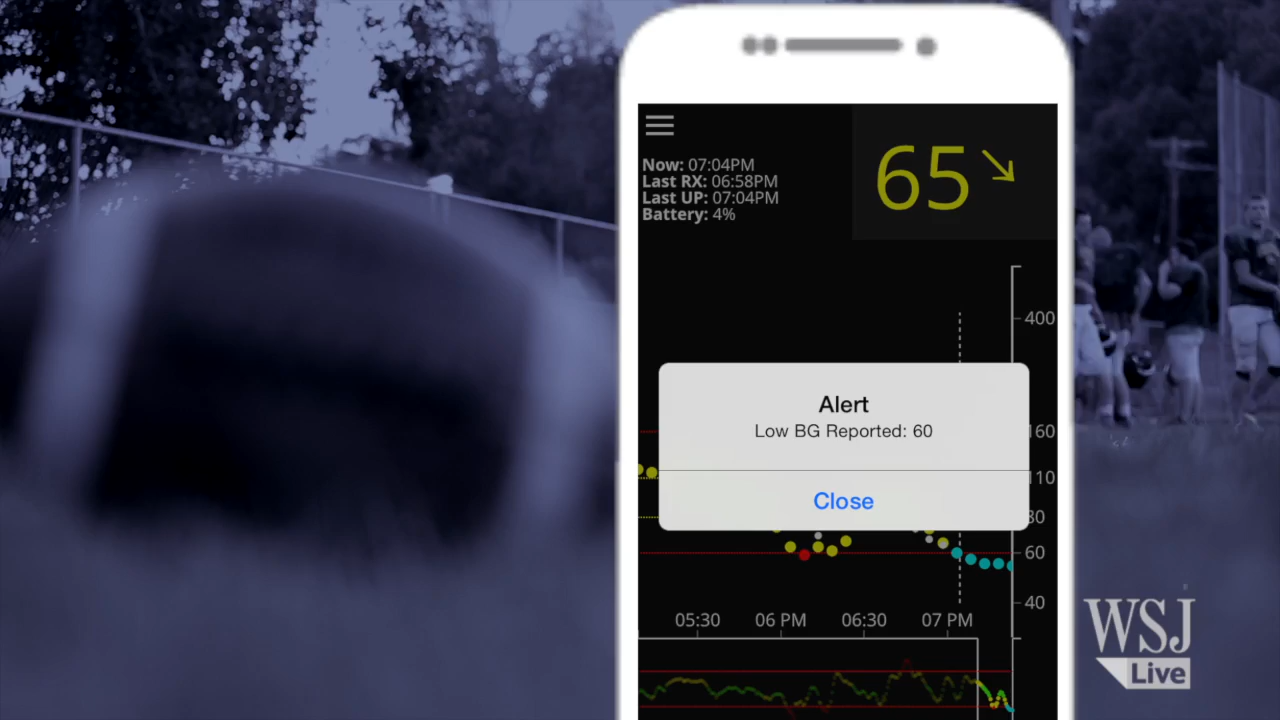 Now: 07:04PM
Last RX: 06:58PM
Last UP: 07:04PM
Battery: 4%
65
400
Alert
Low BG Reported: 60
160
110
Close
80
60
40
05:30 06 PM 06:30 07 PM
WSJ
Live